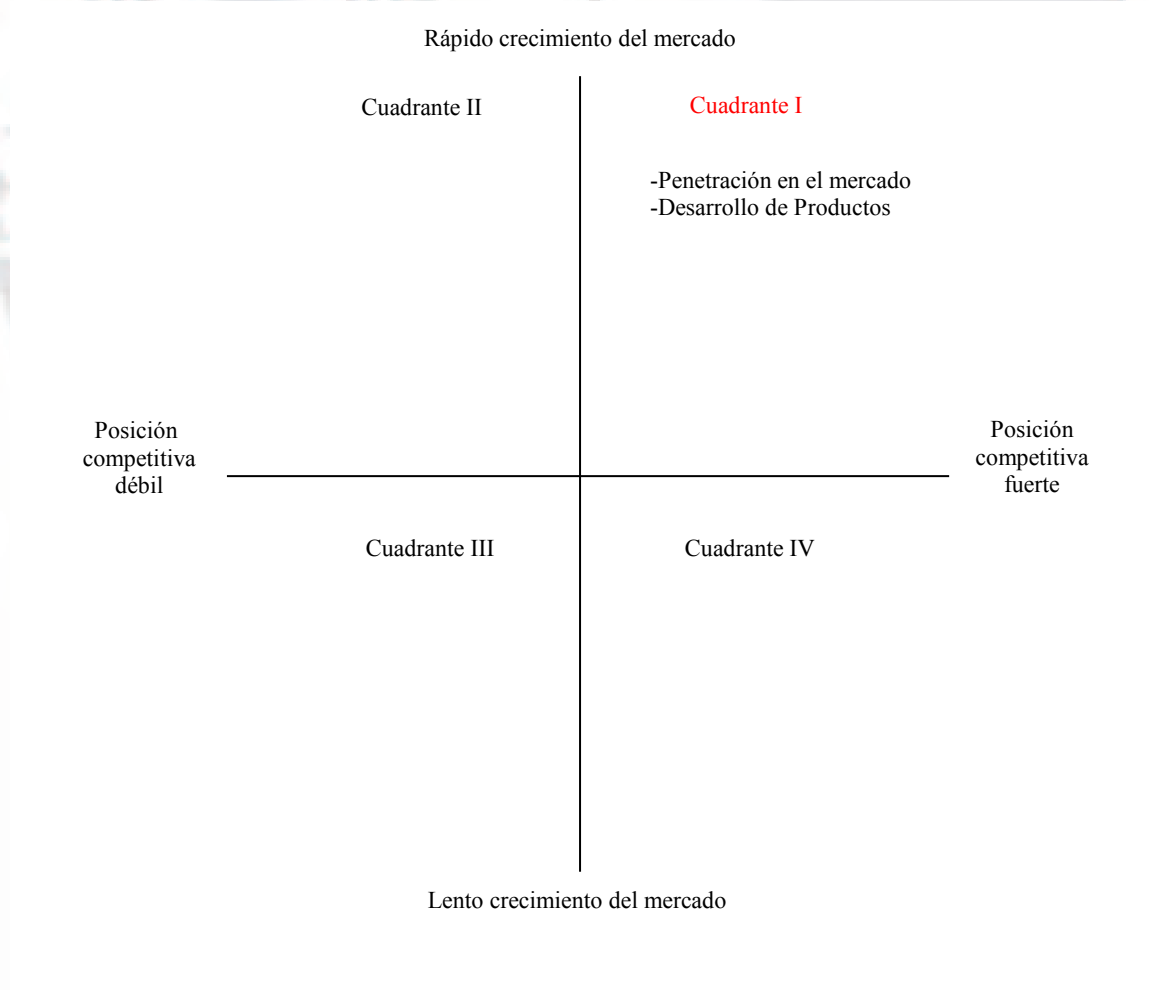 Rápido crecimiento del mercado
Cuadrante II
Cuadrante I
-Penetración en el mercado
-Desarrollo de Productos
Posición
competitiva
débil
Posición
competitiva
fuerte
Cuadrante III
Cuadrante IV
Lento crecimiento del mercado